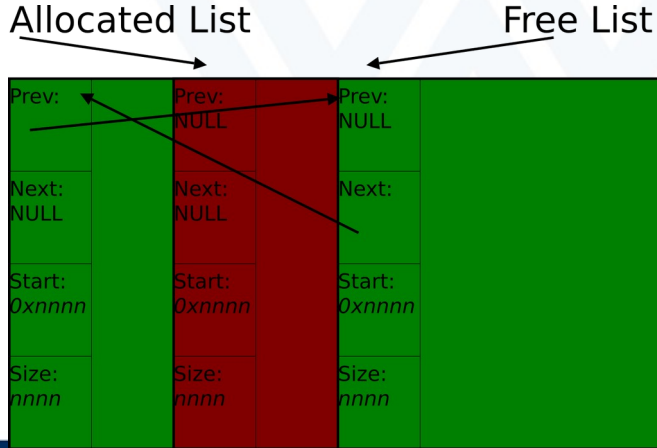 Allocated List
Free List
Prev:
Next:
NULL
Start:
0xnnnn
Size:
nnnn
Prev:
NULL
Next:
NULL
Start:
0xnnnn
Size:
nnnn
Prev:
NULL
Next:
Start:
0xnnnn
Size:
nnnn